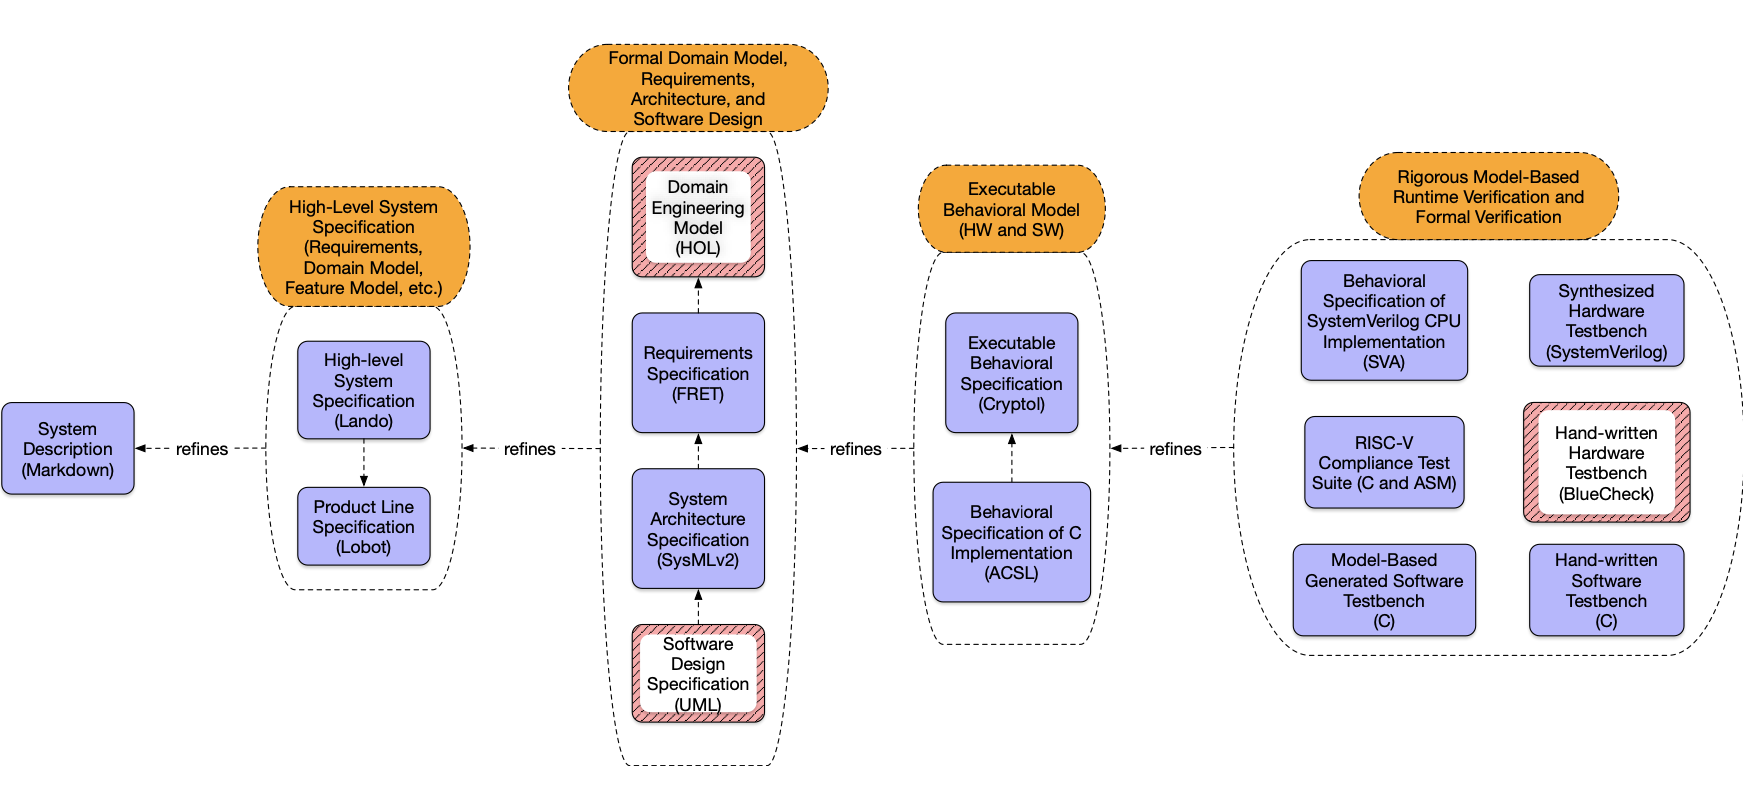 System
Description
(Markdown)
refines
High-Level System
Specification
(Requirements,
Domain Model,
Feature Model, etc.)
High-level
System
Specification
(Lando)
Product Line
Specification
(Lobot)
refines
Formal Domain Model,
Requirements,
Architecture, and
Software Design
Domain
Engineering
Model
(HOL)
Requirements
Specification
(FRET)
System
Architecture
Specification
(SysMLv2)
Software
Design
Specification
(UML)
refines
Executable
Behavioral Model
(HW and SW)
Executable
Behavioral
Specification
(Cryptol)
Behavioral
Specification of C
Implementation
(ACSL)
refines
Rigorous Model-Based
Runtime Verification and
Formal Verification
Behavioral
Specification of
SystemVerilog CPU
Implementation
(SVA)
Synthesized
Hardware
Testbench
(SystemVerilog)
RISC-V
Compliance Test
Suite (C and ASM)
Hand-written
Hardware
Testbench
(BlueCheck)
Model-Based
Generated Software
Testbench
(C)
Hand-written
Software
Testbench
(C)